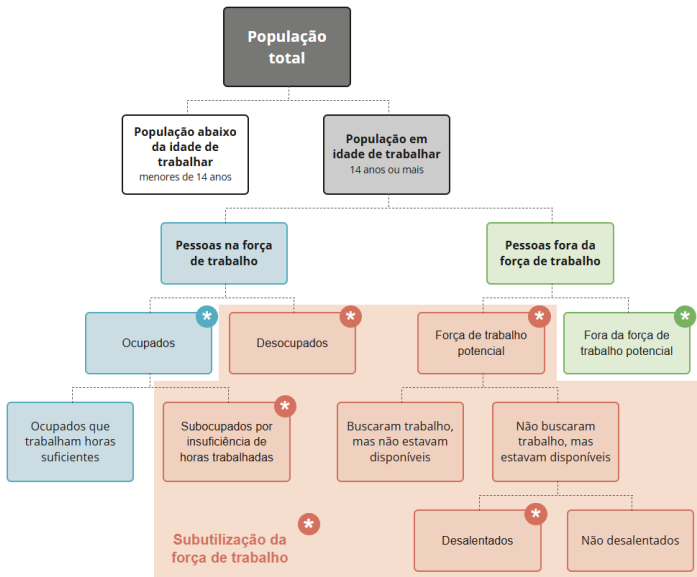 População
total
População abaixo
da idade de
trabalhar
menores de 14 anos
População em
idade de trabalhar
14 anos ou mais
Pessoas na força
de trabalho
Pessoas fora da
força de trabalho
*
*
*
*
Ocupados
Desocupados
Força de trabalho
potencial
Fora da força de
trabalho potencial
*
Ocupados que
trabalham horas
suficientes
Subocupados por
insuficiência de
horas trabalhadas
Buscaram trabalho,
mas não estavam
disponíveis
Não buscaram
trabalho, mas
estavam disponíveis
*
*
Subutilização da
força de trabalho
Desalentados
Não desalentados